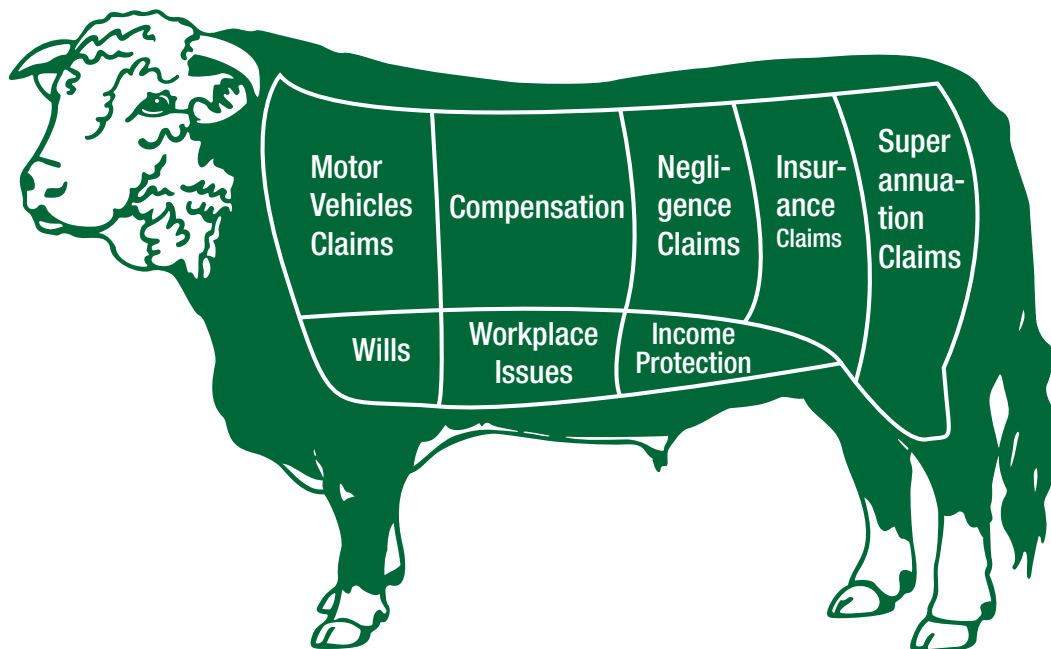 Motor
Vehicles
Claims
Compensation
Negli-
gence
Claims
Insur-
ance
Claims
Super
annua-
tion
Claims
Wills
Workplace
Issues
Income
Protection